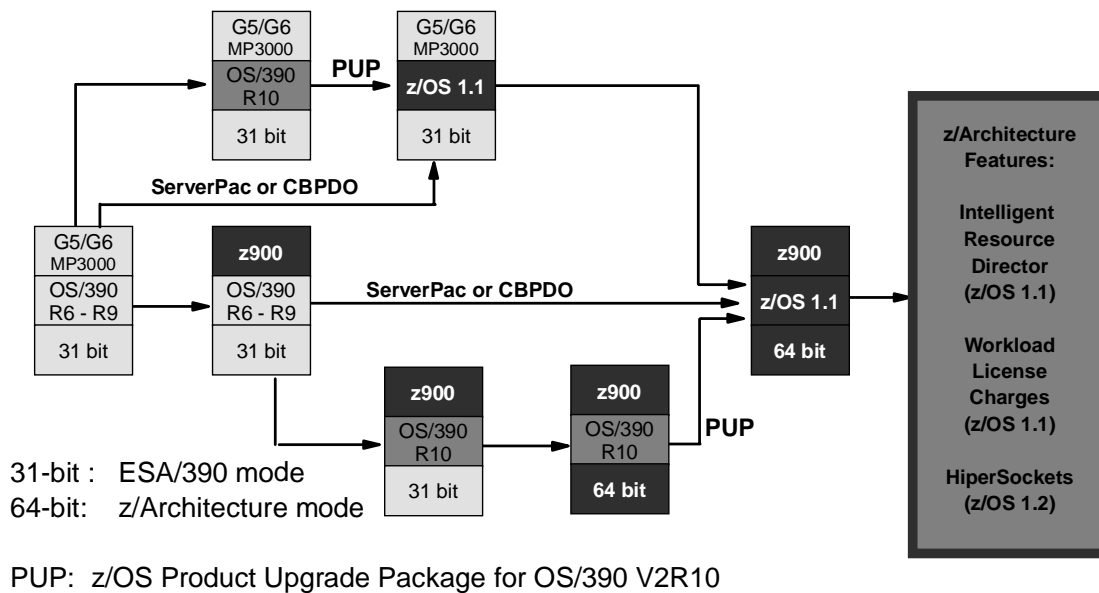 G5/G6
MP3000
OS/390
R10
31 bit
PUP
G5/G6
MP3000
z/OS 1.1
31 bit
ServerPac or CBPDO
G5/G6
MP3000
OS/390
R6 - R9
31 bit
z900
OS/390
R6 - R9
31 bit
ServerPac or CBPDO
z900
z/OS 1.1
64 bit
z900
OS/390
R10
31 bit
z900
OS/390
R10
64 bit
PUP
z/Architecture
Features:
Intelligent
Resource
Director
(z/OS 1.1)
Workload
License
Charges
(z/OS 1.1)
HiperSockets
(z/OS 1.2)
31-bit : ESA/390 mode
64-bit: z/Architecture mode
PUP: z/OS Product Upgrade Package for OS/390 V2R10